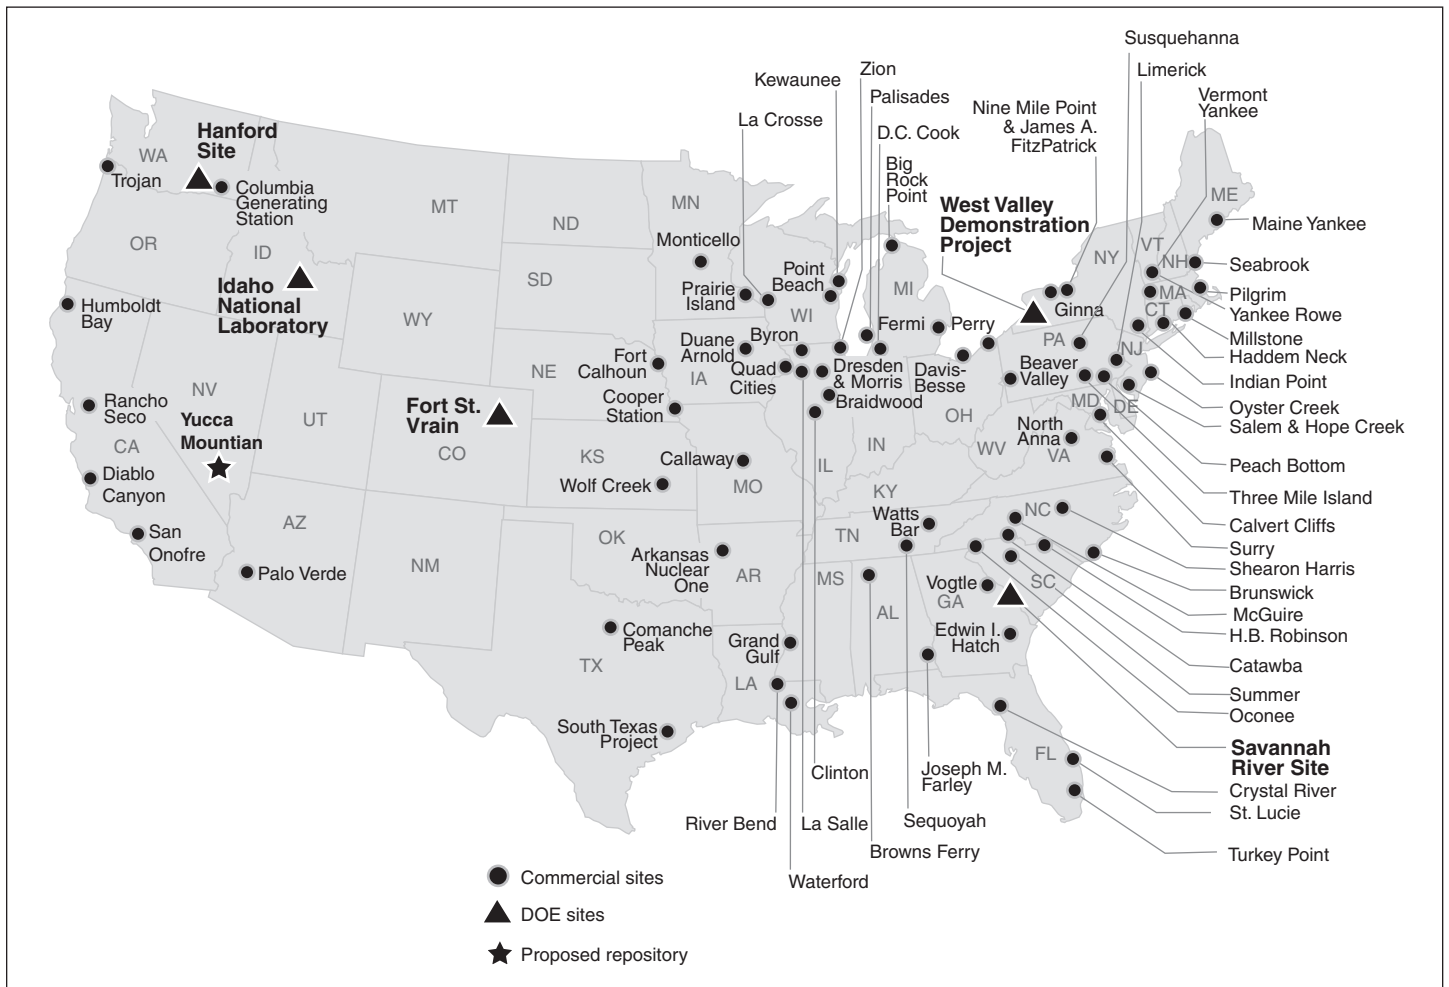 Susquehanna
Limerick
Vermont
Yankee
Zion
Kewaunee
Palisades
La Crosse
D.C. Cook
Nine Mile Point
& James A.
FitzPatrick
Big
Rock
Point
West Valley
Demonstration
Project
Hanford
Site
WA
Trojan
Columbia
Generating
Station
MT
ND
MN
ME
Maine Yankee
OR
ID
Idaho
National
Laboratory
SD
Monticello
Prairie
Island
Point
Beach
WI
MI
NY
VT
NH
Seabrook
MA
Pilgrim
CT
Yankee Rowe
Ginna
Humboldt
Bay
WY
Fermi
Perry
PA
NJ
Millstone
Haddem Neck
Duane
Arnold
Byron
Fort
Calhoun
IA
Quad
Cities
Dresden
& Morris
Braidwood
Davis-
Besse
Beaver
Valley
Indian Point
NE
Cooper
Station
NV
Rancho
Seco
Yucca
Mountian
UT
Fort St.
Vrain
CO
CA
OH
MD
DE
Oyster Creek
Salem & Hope Creek
North
Anna
VA
WV
IN
IL
KS
Callaway
Wolf Creek
MO
Peach Bottom
Diablo
Canyon
KY
Three Mile Island
San
Onofre
AZ
Watts
Bar
NC
Calvert Cliffs
OK
TN
Surry
Palo Verde
NM
Arkansas
Nuclear
One
AR
MS
AL
Vogtle
GA
SC
Shearon Harris
Brunswick
McGuire
H.B. Robinson
Comanche
Peak
TX
Grand
Gulf
LA
Edwin I.
Hatch
Catawba
Summer
Oconee
South Texas
Project
FL
Savannah
River Site
Crystal River
St. Lucie
Clinton
Joseph M.
Farley
River Bend
La Salle
Sequoyah
Browns Ferry
Turkey Point
Waterford
Commercial sites
DOE sites
Proposed repository